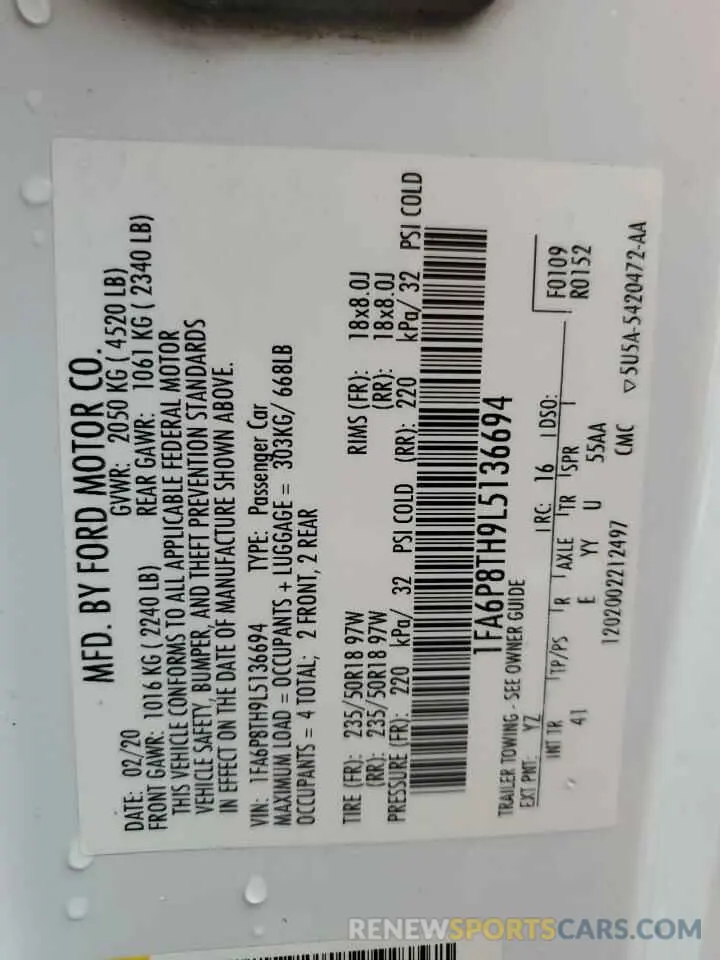 MFD. BY FORD MOTOR CO.
DATE: 02/20 GVWR: 2050 KG ( 4520 LB)
FRONT GAWR: 1016 KG (2240 LB) REAR GAWR: 1061 KG ( 2340 LB)
THIS VEHICLE CONFORMS TO ALL APPLICABLE FEDERAL MOTOR
VEHICLE SAFETY, BUMPER, AND THEFT PREVENTION STANDARDS
IN EFFECT ON THE DATE OF MANUFACTURE SHOWN ABOVE.
VIN: 1FA6P8TH9L5136694 TYPE: Passenger Car
MAXIMUM LOAD = OCCUPANTS + LUGGAGE = 303KG/ 668LB
OCCUPANTS = 4 TOTAL; 2 FRONT, 2 REAR
TIRE (FR): 235/50R18 97W RIMS (FR): 18x8.0J
(RR): 235/50R18 97W (RR): 18x8.0J
PRESSURE (FR): 220 kPa/ 32 PSI COLD (RR): 220 kPa/ 32 PSI COLD
1FA6P8TH9L5136694
TRAILER TOWING - SEE OWNER GUIDE
EXT PNT: YZ RC: 16 DSO: F0109
R0152
INT TR TP/PS R AXLE TR SPR
41 E YY U 55AA
1202002212497 CMC ▽5U5A-5420472-AA
RENEWSPORTSCARS.COM